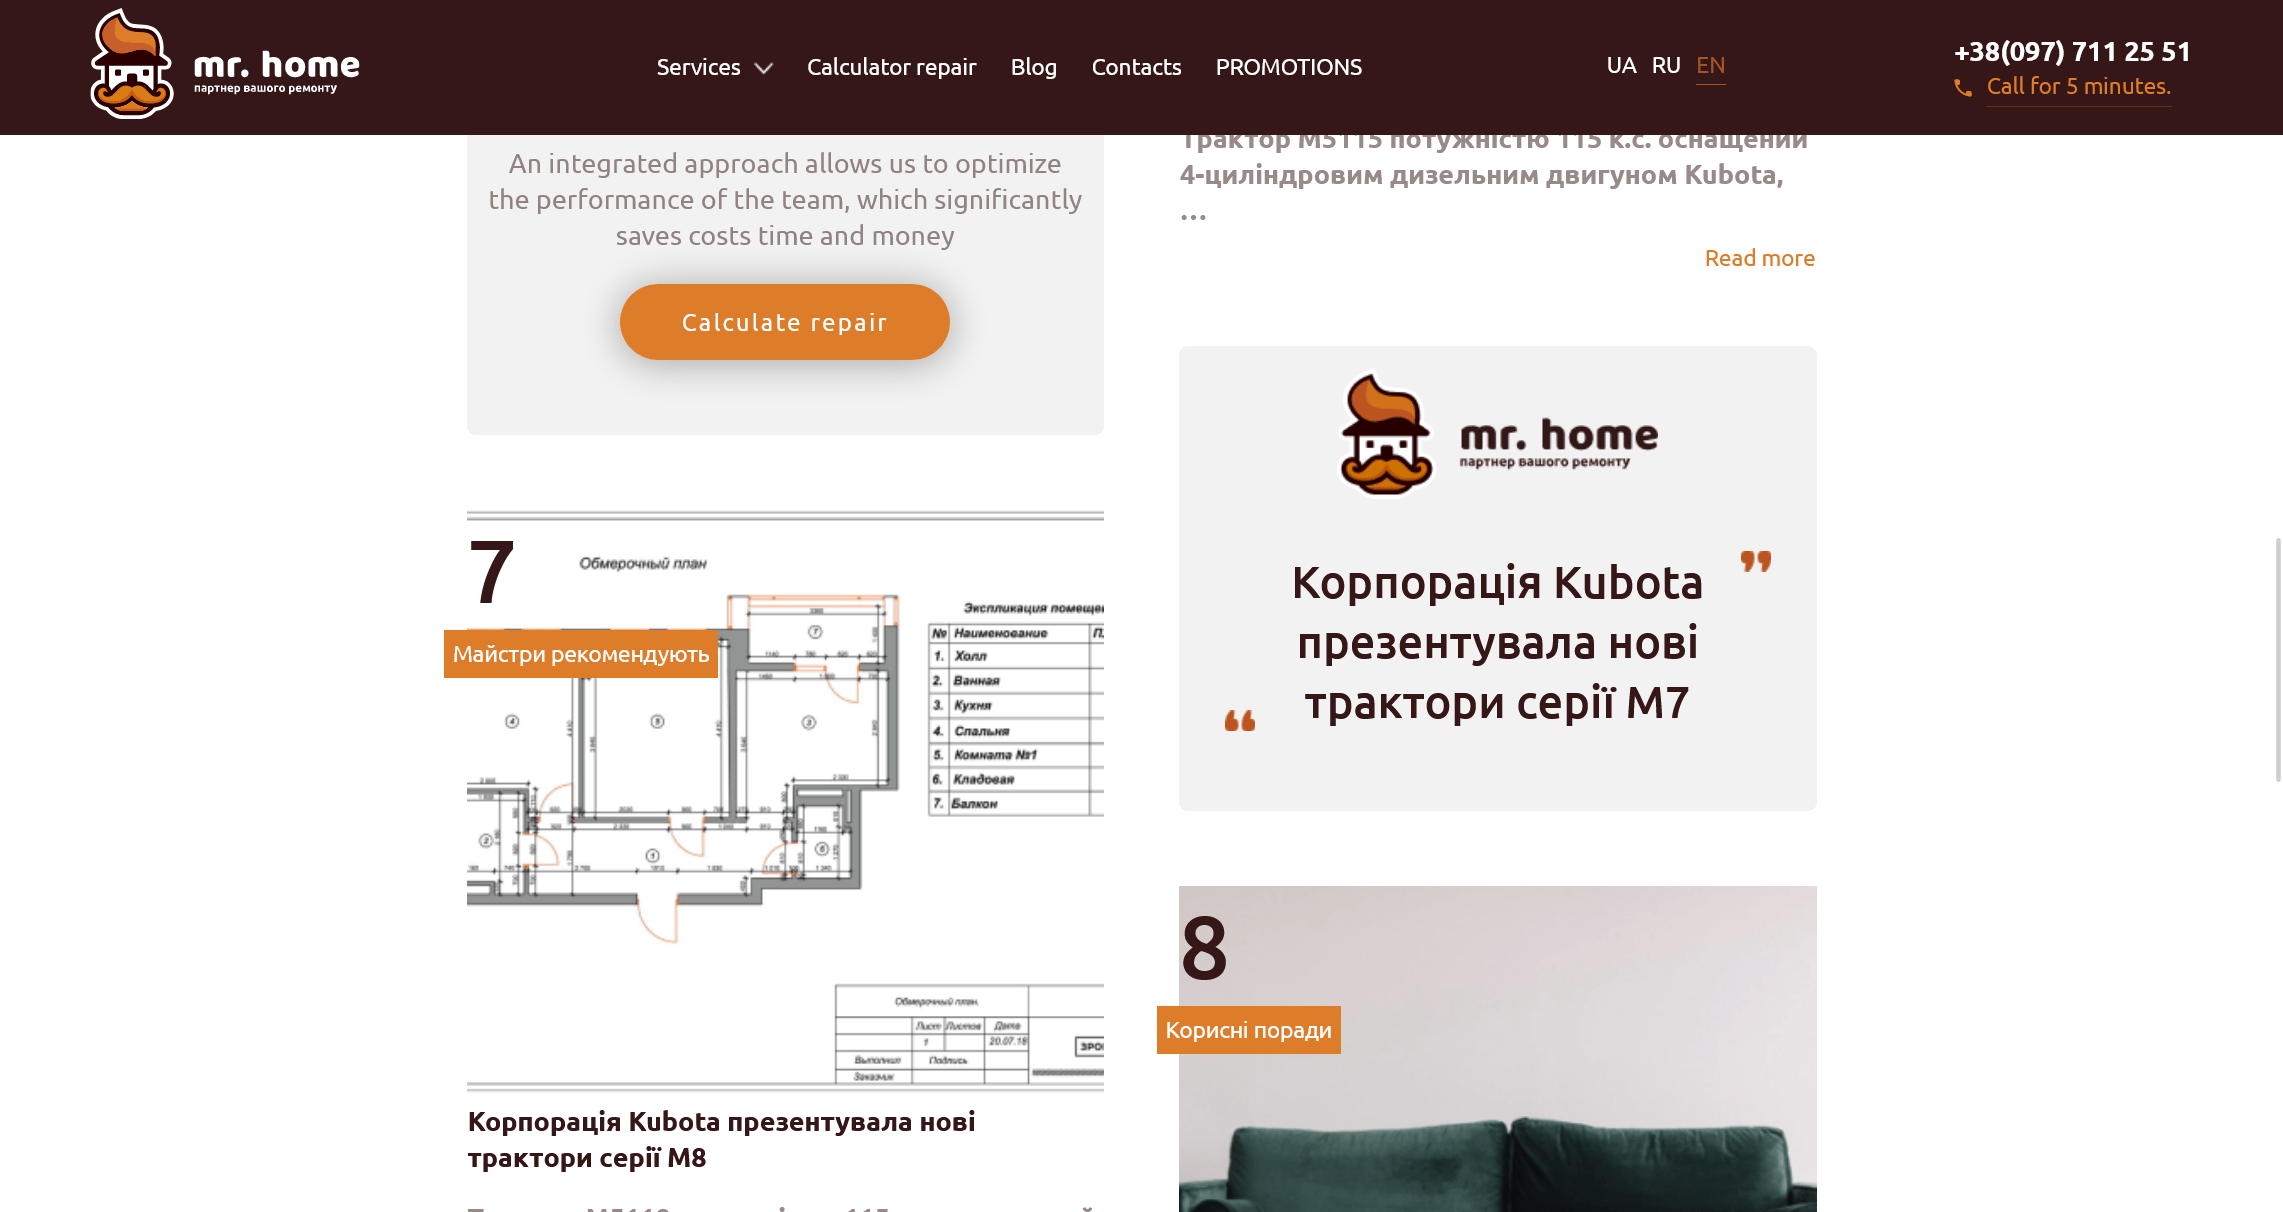 mr. home
партнер вашого ремонту
Services
Calculator repair
Blog
Contacts
PROMOTIONS
UA RU EN
+38(097) 711 25 51
Call for 5 minutes.
An integrated approach allows us to optimize
the performance of the team, which significantly
saves costs time and money
Calculate repair
7
Майстри рекомендують
Обмерочный план
Экспликация помеще
№ Наименование П
1. Холл
2. Ванная
3. Кухня
4. Спальня
5. Комната №1
6. Кладовая
7. Балкон
Обмерочный план.
Лист Листов Дата
1 20.07.18
Выполнил Подпись
Заказчик
Корпорація Kubota презентувала нові
трактори серії М8
Трактор М5115 потужністю 115 к.с. оснащений
4-циліндровим дизельним двигуном Kubota,
...
Read more
mr. home
партнер вашого ремонту
Корпорація Kubota
презентувала нові
трактори серії М7
8
Корисні поради